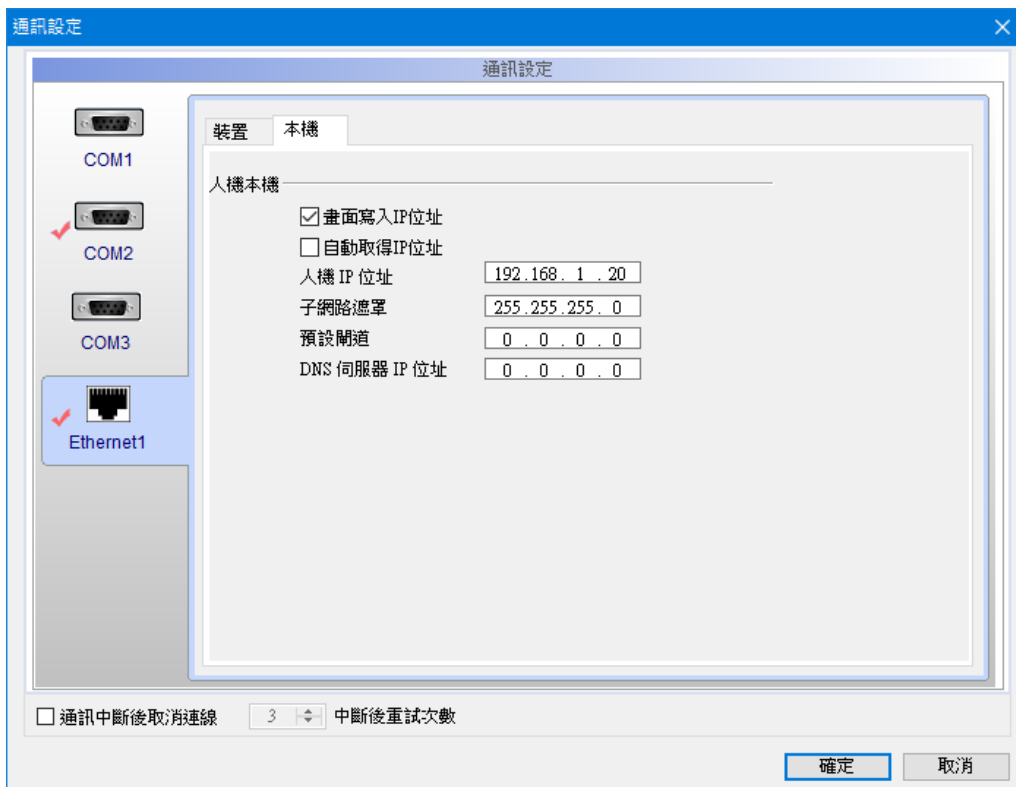 通訊設定
通訊設定
COM1
COM2
COM3
Ethernet1
裝置 本機
人機本機
畫面寫入IP位址
自動取得IP位址
人機 IP 位址 192.168. 1 . 20
子網路遮罩 255.255.255. 0
預設閘道 0 . 0 . 0 . 0
DNS 伺服器 IP 位址 0 . 0 . 0 . 0
通訊中斷後取消連線 3 中斷後重試次數
確定 取消